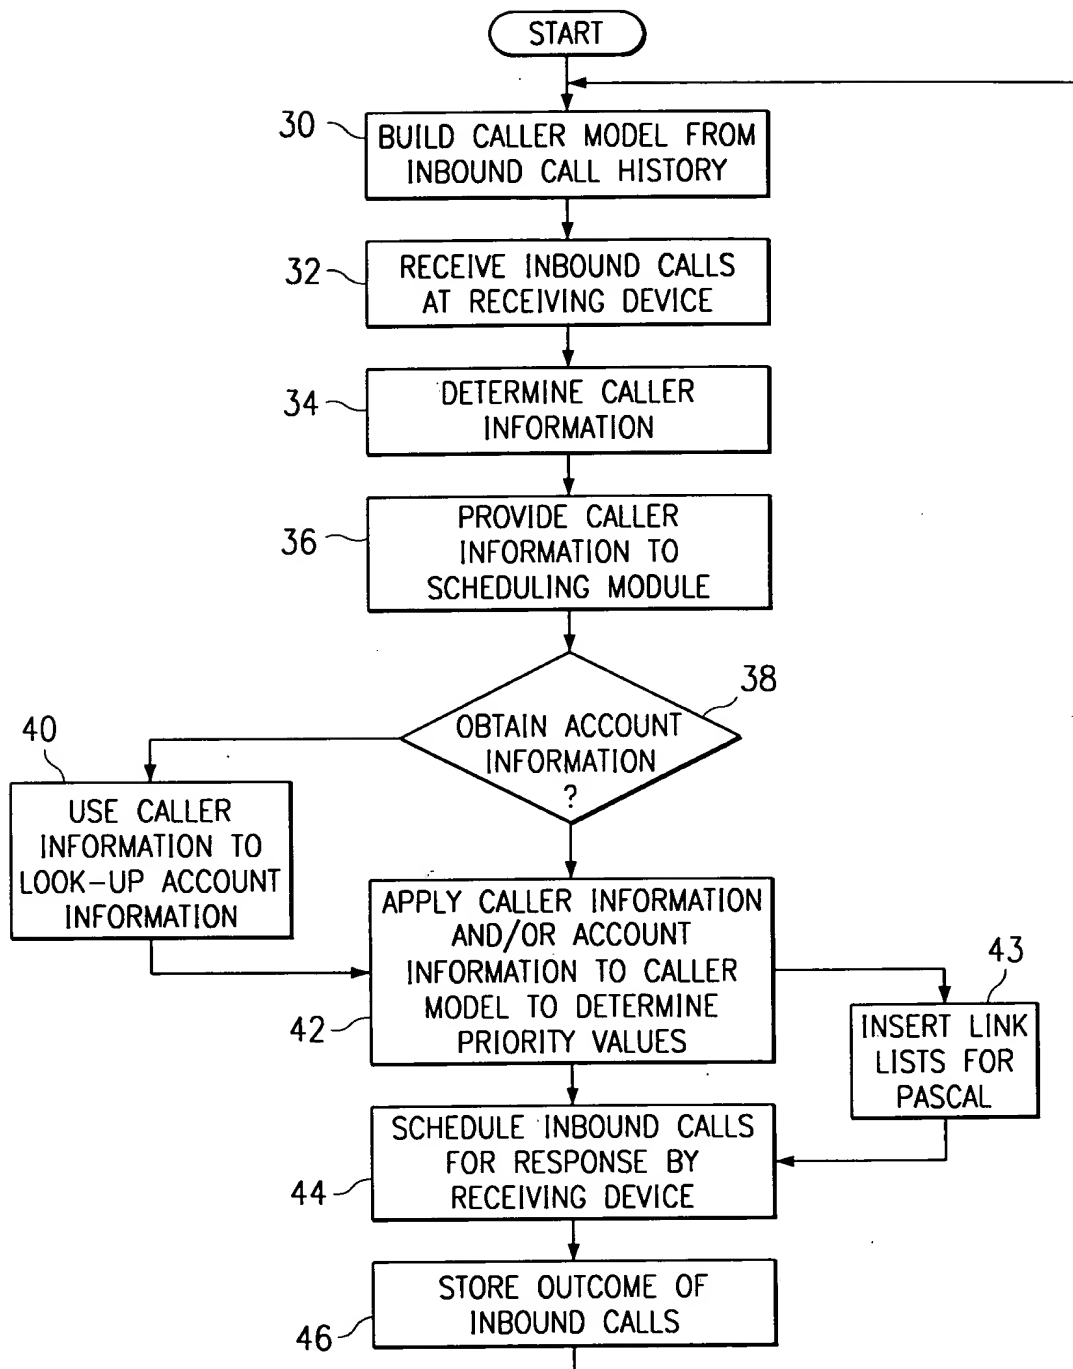 START
30
BUILD CALLER MODEL FROM
INBOUND CALL HISTORY
32
RECEIVE INBOUND CALLS
AT RECEIVING DEVICE
34
DETERMINE CALLER
INFORMATION
36
PROVIDE CALLER
INFORMATION TO
SCHEDULING MODULE
38
OBTAIN ACCOUNT
INFORMATION
?
40
USE CALLER
INFORMATION TO
LOOK-UP ACCOUNT
INFORMATION
42
APPLY CALLER INFORMATION
AND/OR ACCOUNT
INFORMATION TO CALLER
MODEL TO DETERMINE
PRIORITY VALUES
43
INSERT LINK
LISTS FOR
PASCAL
44
SCHEDULE INBOUND CALLS
FOR RESPONSE BY
RECEIVING DEVICE
46
STORE OUTCOME OF
INBOUND CALLS